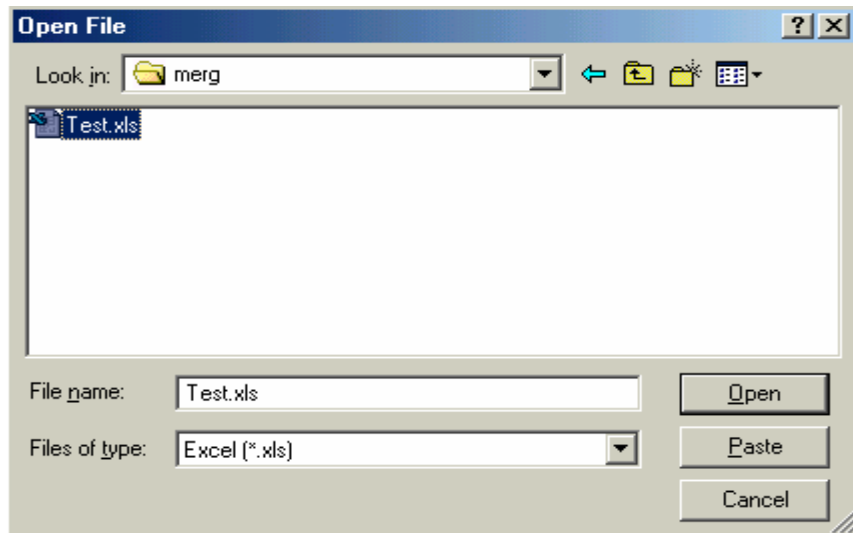 Open File
Look in: merg
Test.xls
File name: Test.xls Open
Files of type: Excel (*.xls) Paste
Cancel